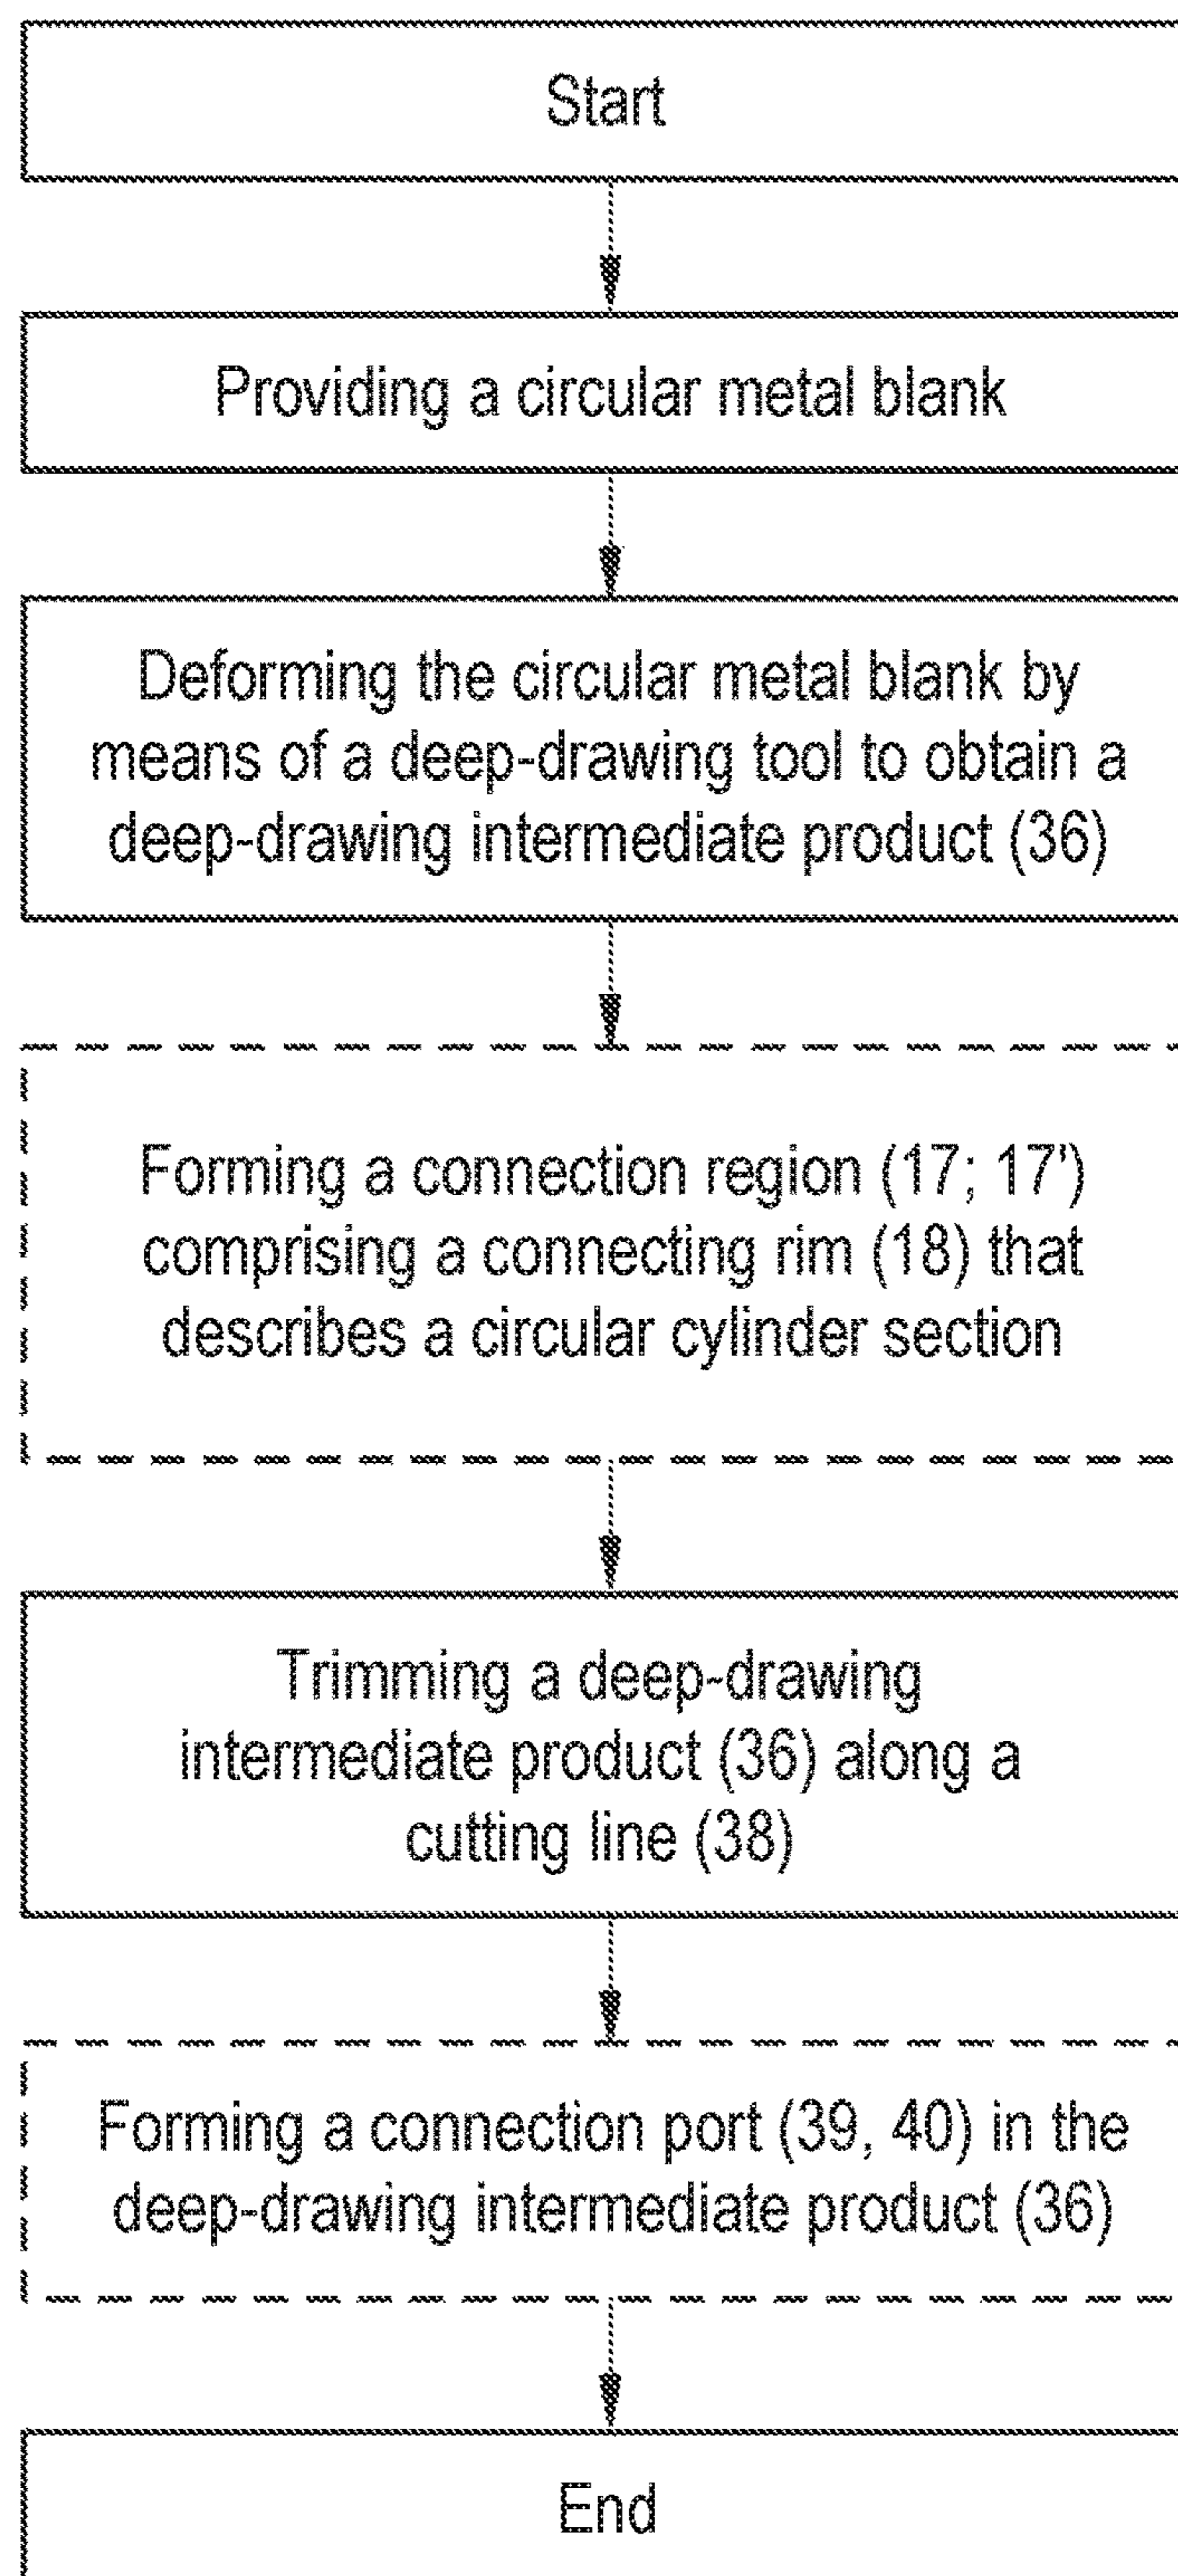 Start
Providing a circular metal blank
Deforming the circular metal blank by
means of a deep-drawing tool to obtain a
deep-drawing intermediate product (36)
Forming a connection region (17; 17')
comprising a connecting rim (18) that
describes a circular cylinder section
Trimming a deep-drawing
intermediate product (36) along a
cutting line (38)
Forming a connection port (39, 40) in the
deep-drawing intermediate product (36)
End